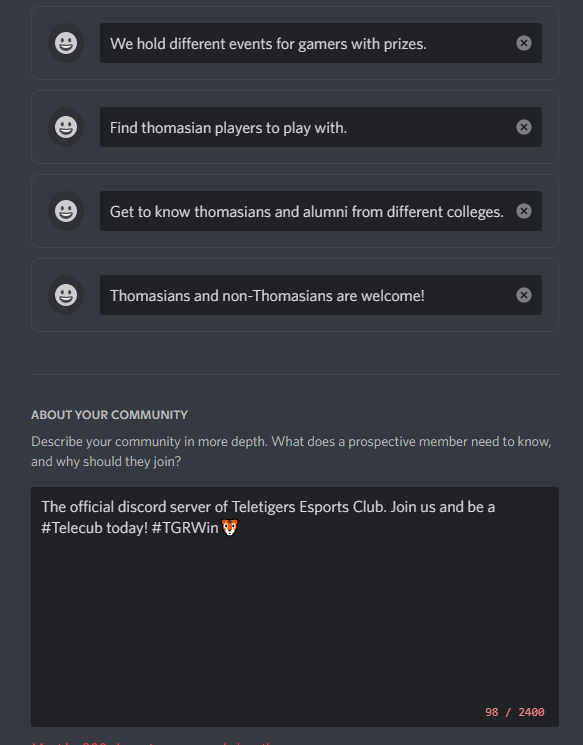 We hold different events for gamers with prizes.
Find thomasian players to play with.
Get to know thomasians and alumni from different colleges.
Thomasians and non-Thomasians are welcome!
ABOUT YOUR COMMUNITY
Describe your community in more depth. What does a prospective member need to know,
and why should they join?
The official discord server of Teletigers Esports Club. Join us and be a
#Telecub today! #TGRWin 🐯
98 / 2400